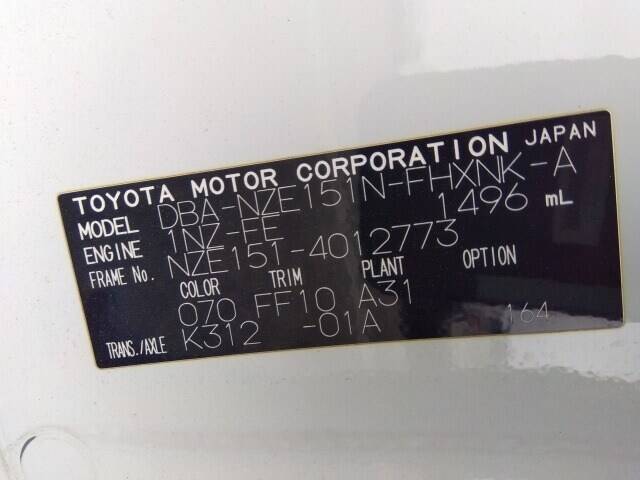 TOYOTA MOTOR CORPORATION JAPAN
MODEL DBA-NZE151N-FHXNK-A
ENGINE 1NZ-FE 1496 mL
FRAME No. NZE151-4012773
COLOR TRIM PLANT OPTION
070 FF10 A31
TRANS./AXLE K312 -01A 164